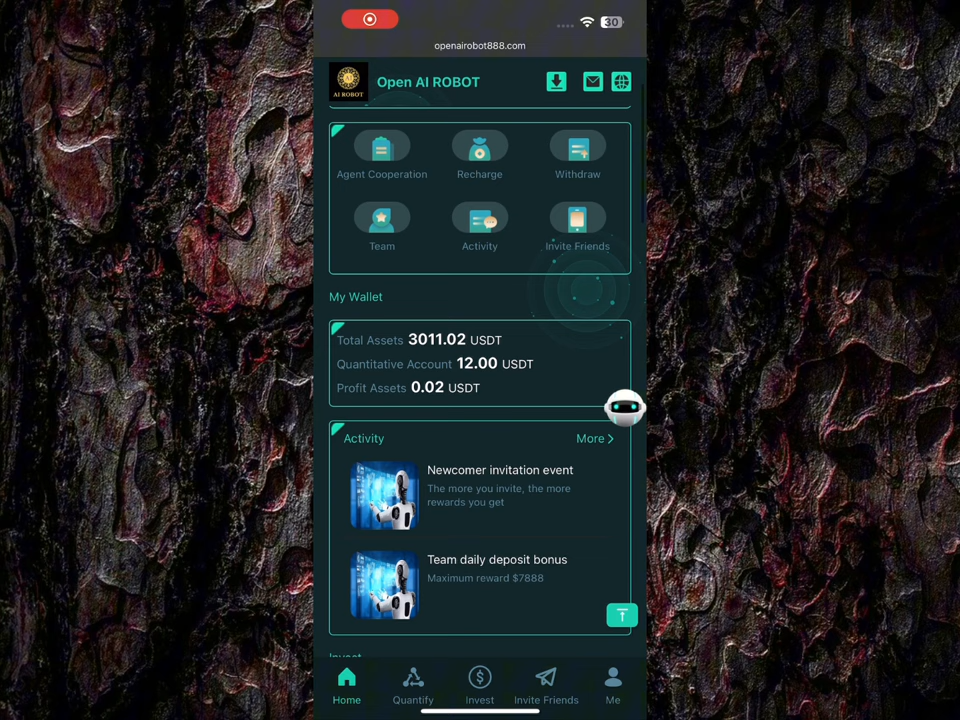 30
openairobot888.com
AI ROBOT
Open AI ROBOT
Agent Cooperation
Recharge
Withdraw
Team
Activity
Invite Friends
My Wallet
Total Assets 3011.02 USDT
Quantitative Account 12.00 USDT
Profit Assets 0.02 USDT
Activity
More
Newcomer invitation event
The more you invite, the more
rewards you get
Team daily deposit bonus
Maximum reward $7888
Invest
Home
Quantify
Invest
Invite Friends
Me